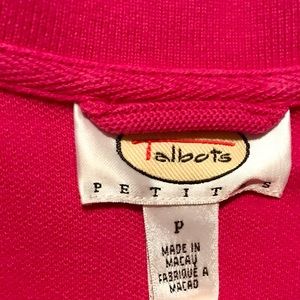 Talbots
PETITES
P
MADE IN
MACAU
FABRIQUÉ À
MACAO